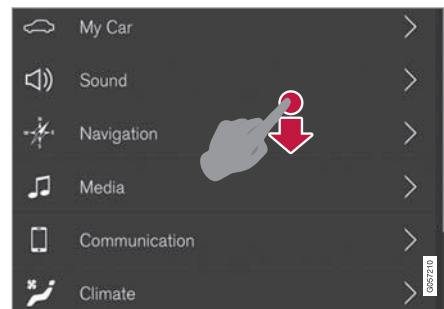 My Car
Sound
Navigation
Media
Communication
Climate
G057210